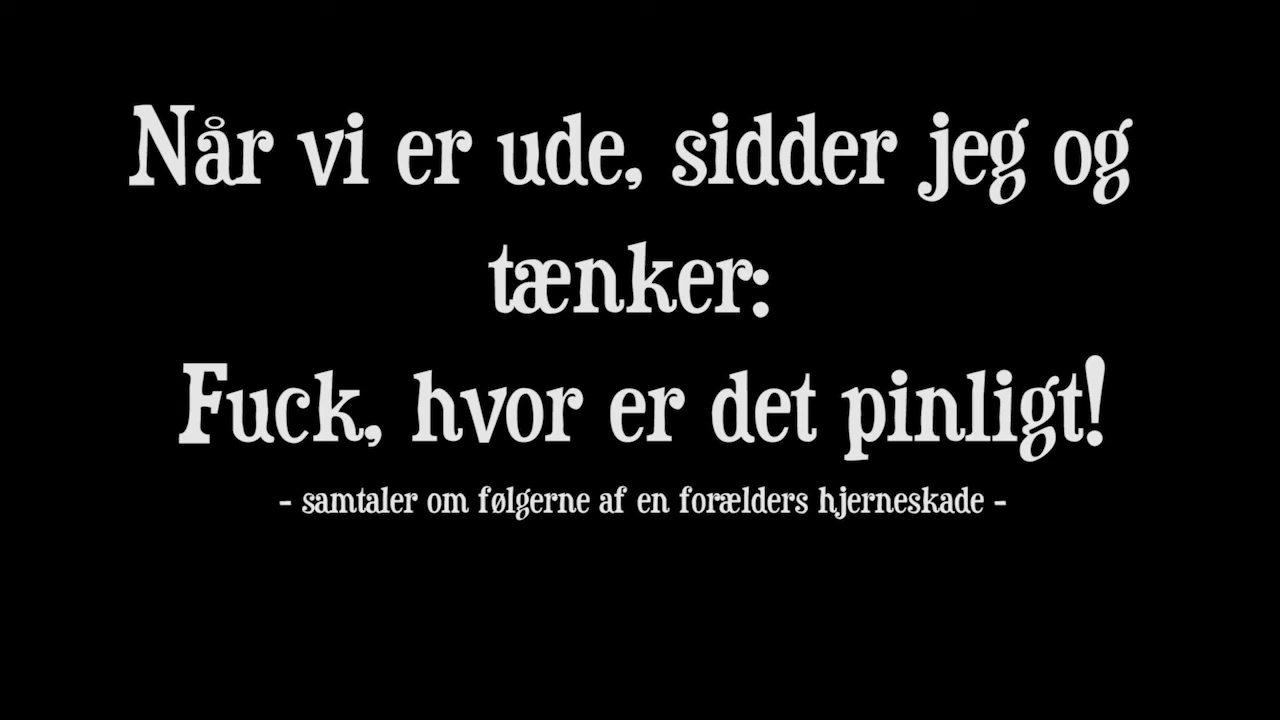 Når vi er ude, sidder jeg og
tænker:
Fuck, hvor er det pinligt!
- samtaler om følgerne af en forælders hjerneskade -